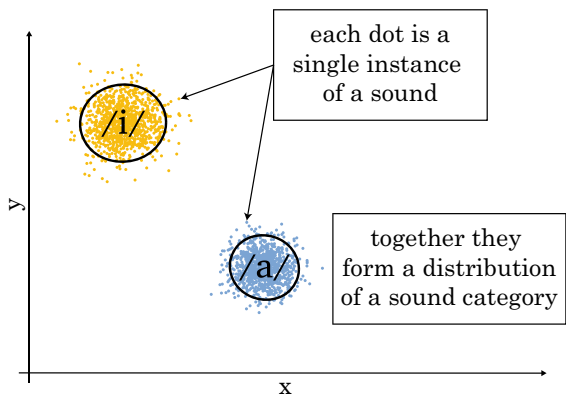 each dot is a
single instance
of a sound
/i/
y
/a/
together they
form a distribution
of a sound category
x